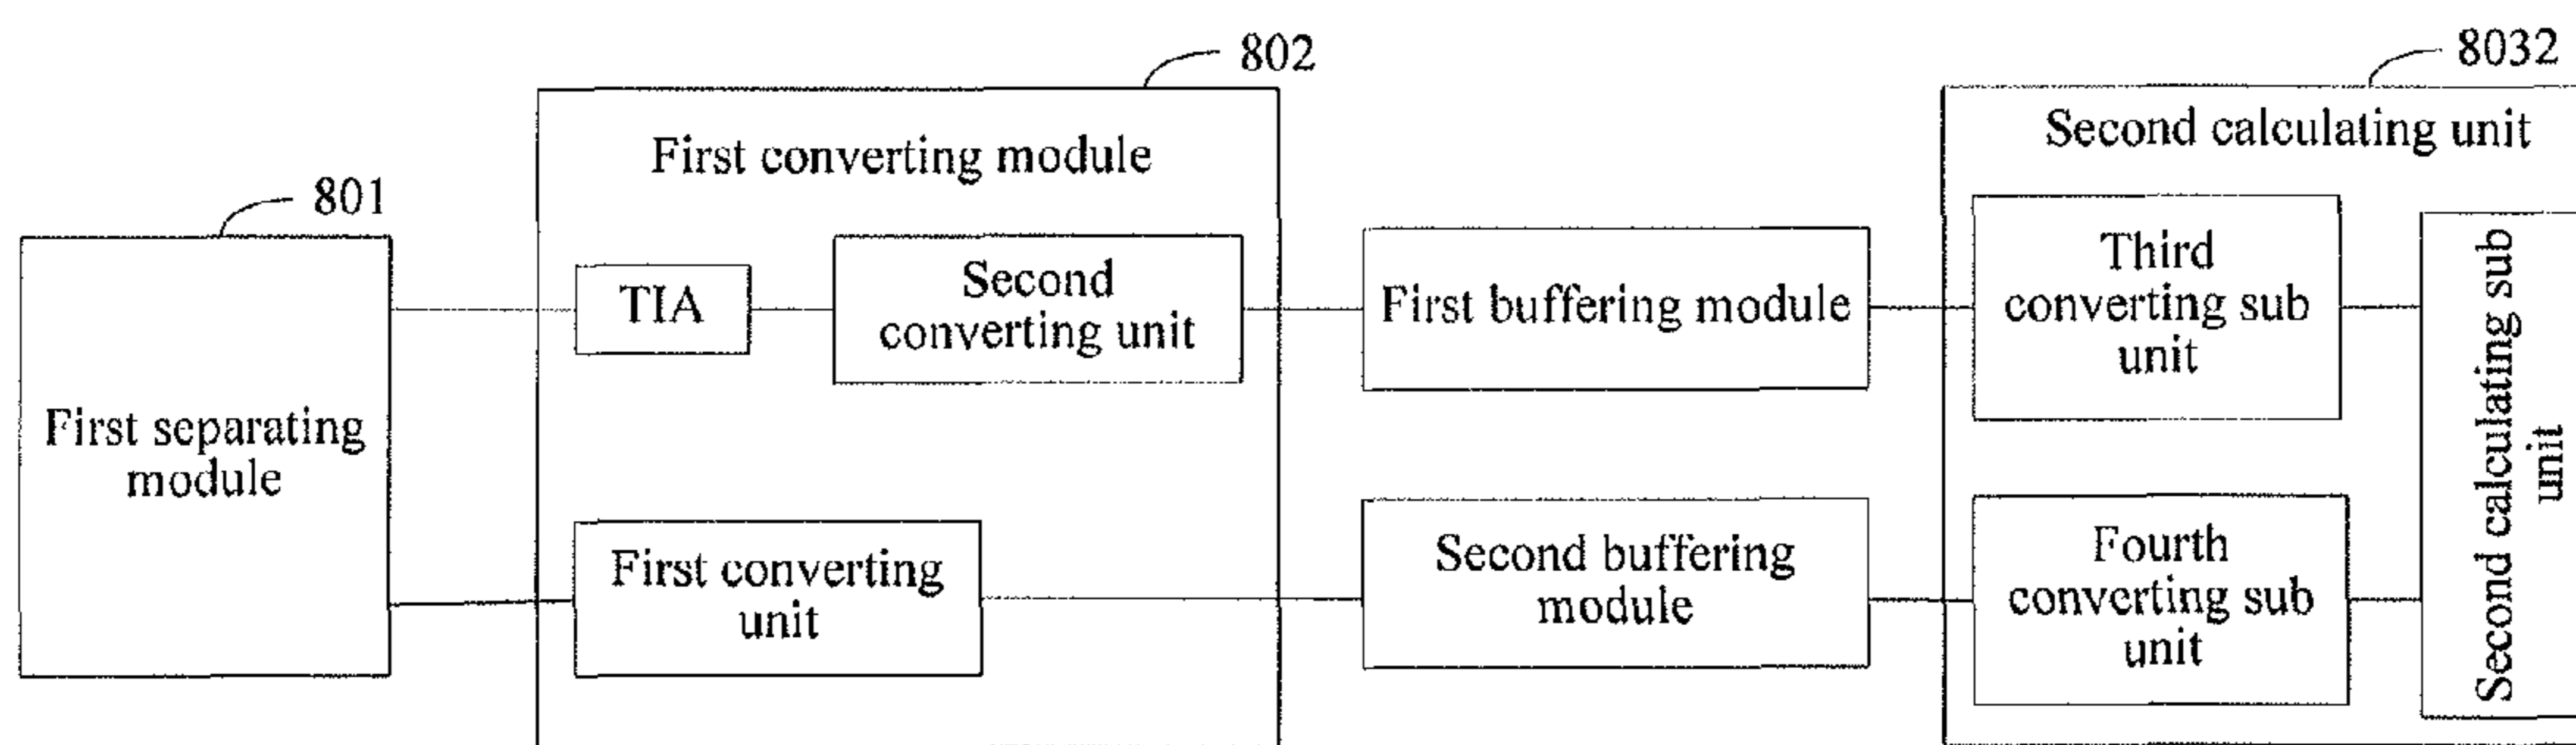 802
8032
First converting module
Second calculating unit
801
First separating
module
TIA
Second
converting unit
First buffering module
Third
converting sub
unit
Second calculating sub
unit
First converting
unit
Second buffering
module
Fourth
converting sub
unit